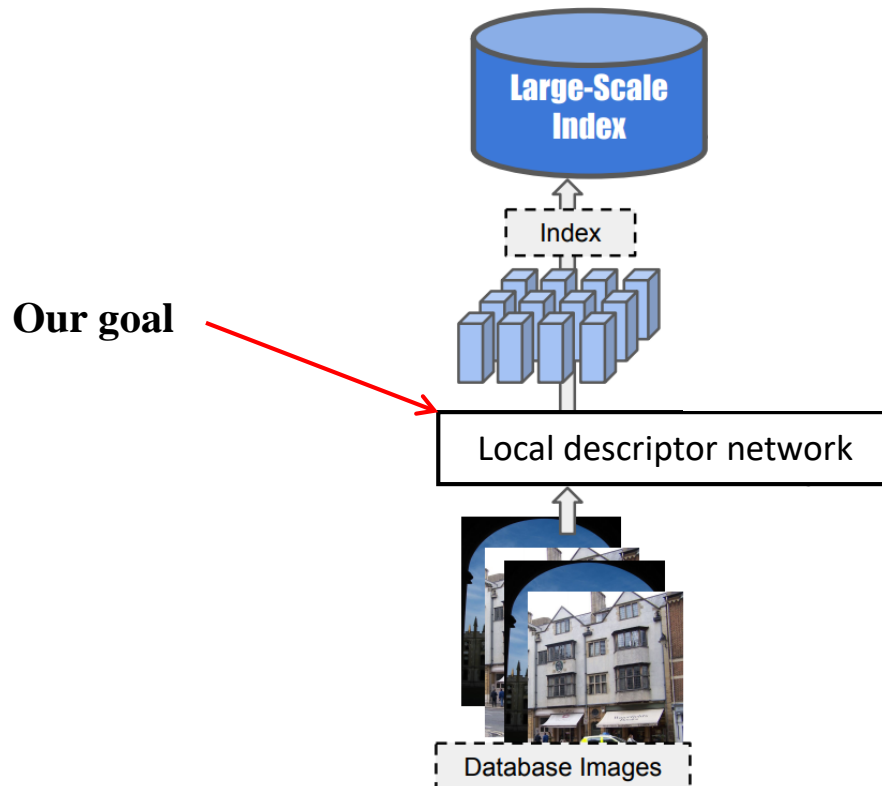 Large-Scale
Index
Index
Our goal
Local descriptor network
Database Images